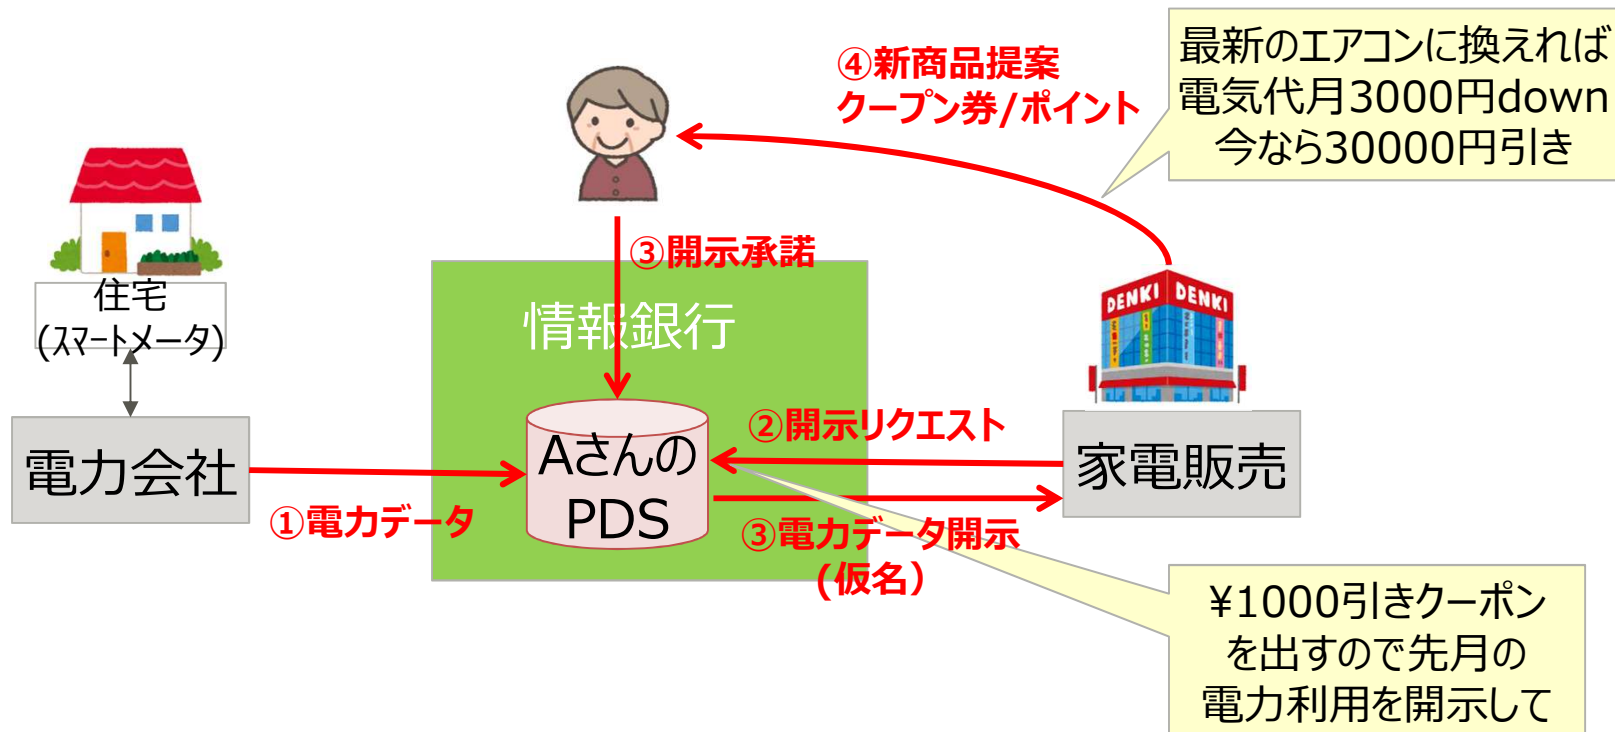 ④新商品提案
クープン券/ポイント
最新のエアコンに換えれば
電気代月3000円down
今なら30000円引き
住宅
(ｽﾏｰﾄﾒｰﾀ)
③開示承諾
情報銀行
DENKI DENKI
電力会社
①電力データ
Aさんの
PDS
②開示リクエスト
家電販売
③電力データ開示
(仮名）
¥1000引きクーポン
を出すので先月の
電力利用を開示して